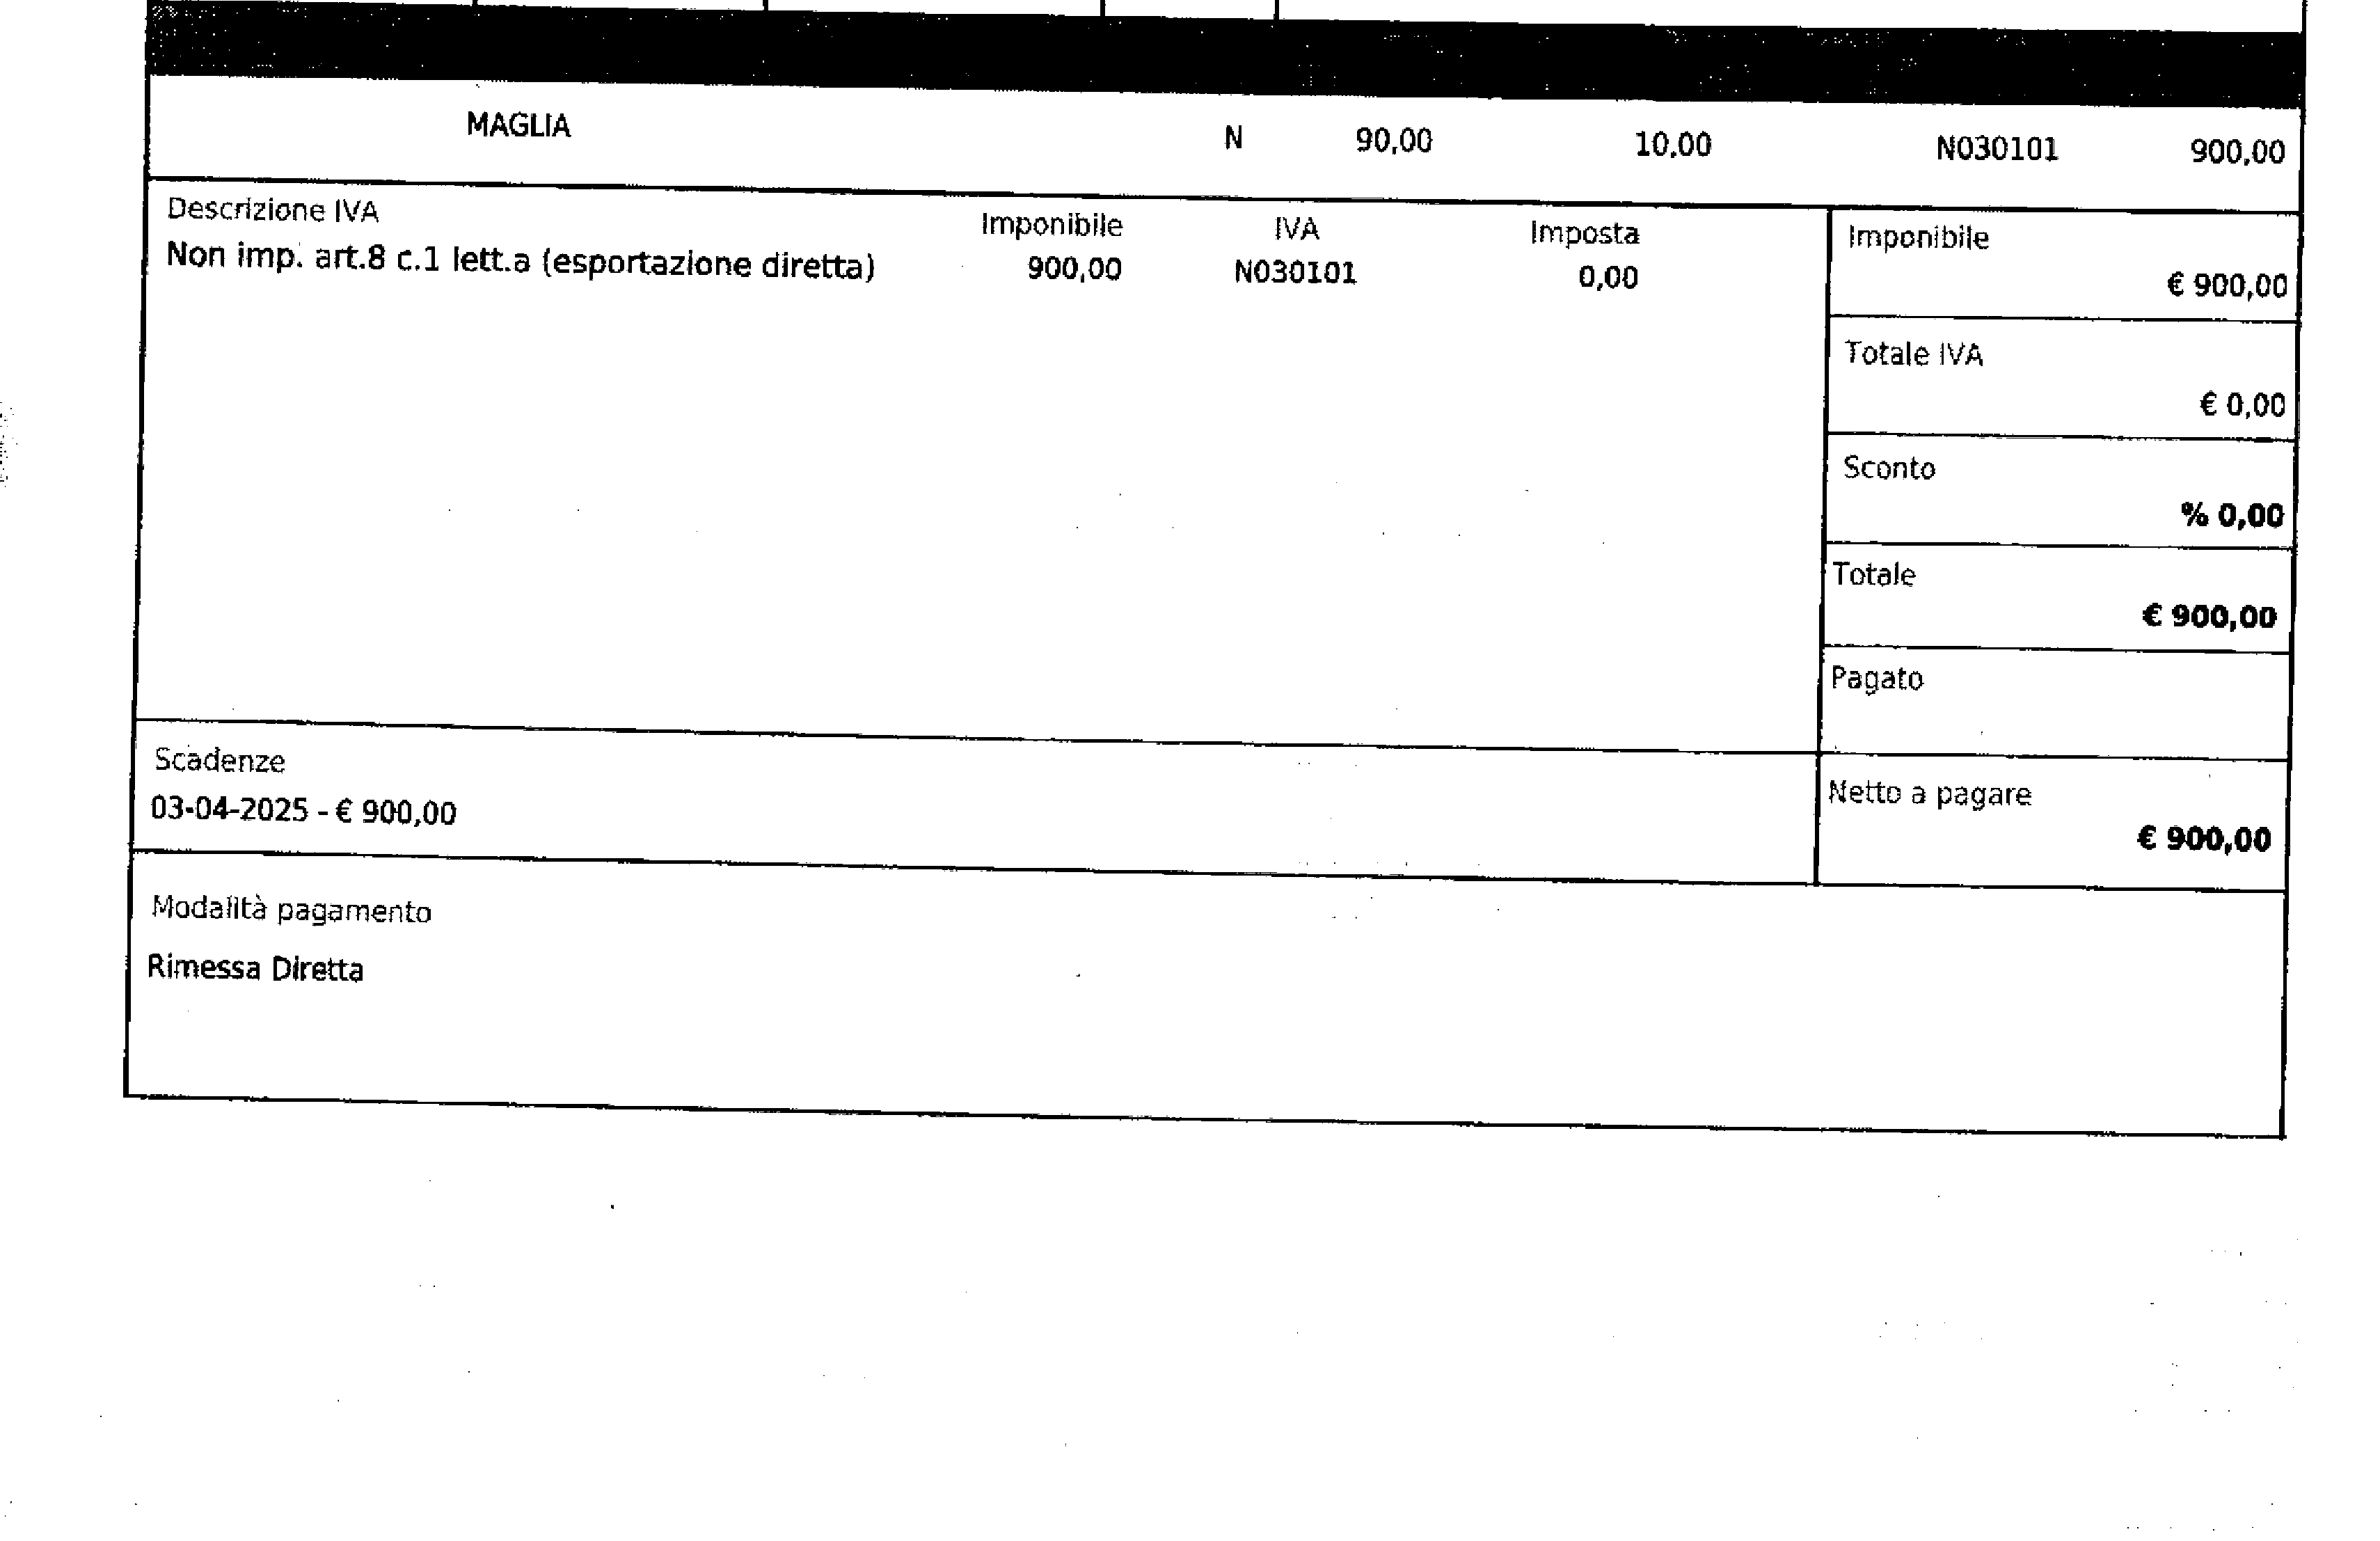 MAGLIA N 90,00 10,00 N030101 900,00
Descrizione IVA Imponibile IVA Imposta
Non imp. art.8 c.1 lett.a (esportazione diretta) 900,00 N030101 0,00
Imponibile
€ 900,00
Totale IVA
€ 0,00
Sconto
% 0,00
Totale
€ 900,00
Pagato
Scadenze
03-04-2025 - € 900,00
Netto a pagare
€ 900,00
Modalità pagamento
Rimessa Diretta